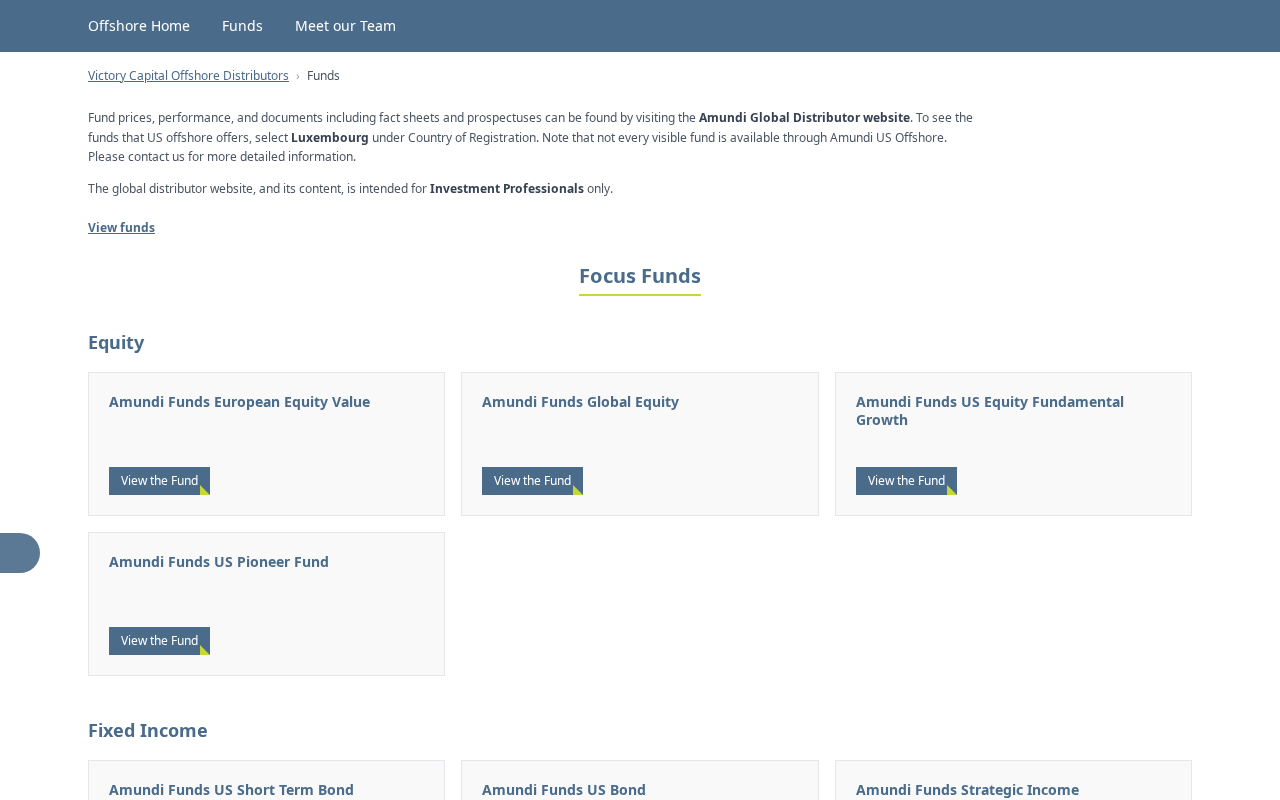 Offshore Home Funds Meet our Team
Victory Capital Offshore Distributors › Funds
Fund prices, performance, and documents including fact sheets and prospectuses can be found by visiting the Amundi Global Distributor website. To see the
funds that US offshore offers, select Luxembourg under Country of Registration. Note that not every visible fund is available through Amundi US Offshore.
Please contact us for more detailed information.
The global distributor website, and its content, is intended for Investment Professionals only.
View funds
Focus Funds
Equity
Amundi Funds European Equity Value
View the Fund
Amundi Funds Global Equity
View the Fund
Amundi Funds US Equity Fundamental
Growth
View the Fund
Amundi Funds US Pioneer Fund
View the Fund
Fixed Income
Amundi Funds US Short Term Bond
Amundi Funds US Bond
Amundi Funds Strategic Income